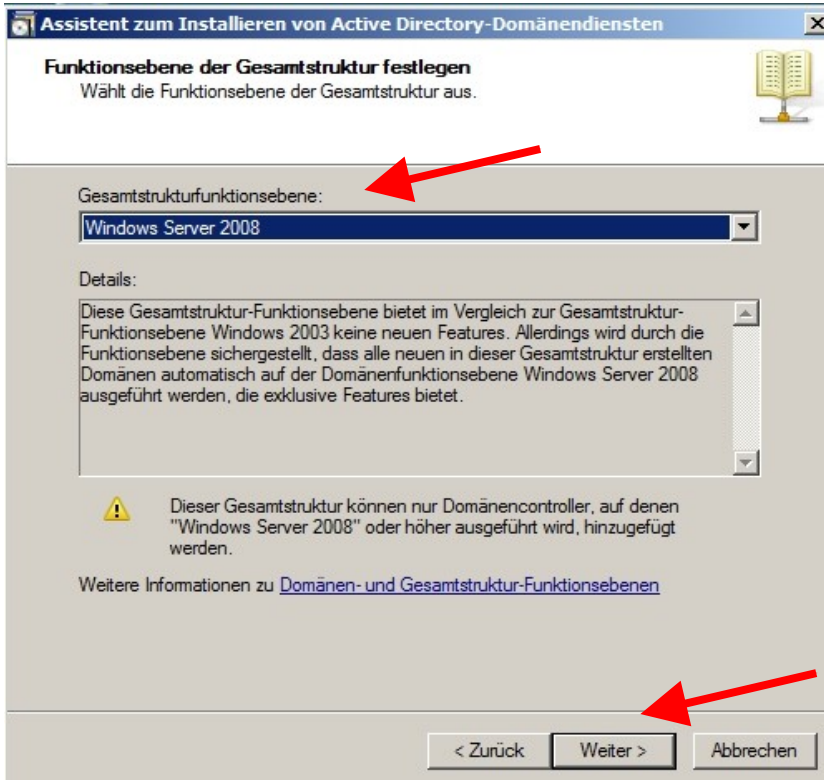 Assistent zum Installieren von Active Directory-Domänendiensten
Funktionsebene der Gesamtstruktur festlegen
Wählt die Funktionsebene der Gesamtstruktur aus.
Gesamtstrukturfunktionsebene:
Windows Server 2008
Details:
Diese Gesamtstruktur-Funktionsebene bietet im Vergleich zur Gesamtstruktur-
Funktionsebene Windows 2003 keine neuen Features. Allerdings wird durch die
Funktionsebene sichergestellt, dass alle neuen in dieser Gesamtstruktur erstellten
Domänen automatisch auf der Domänenfunktionsebene Windows Server 2008
ausgeführt werden, die exklusive Features bietet.
Dieser Gesamtstruktur können nur Domänencontroller, auf denen
"Windows Server 2008" oder höher ausgeführt wird, hinzugefügt
werden.
Weitere Informationen zu Domänen- und Gesamtstruktur-Funktionsebenen
< Zurück Weiter > Abbrechen